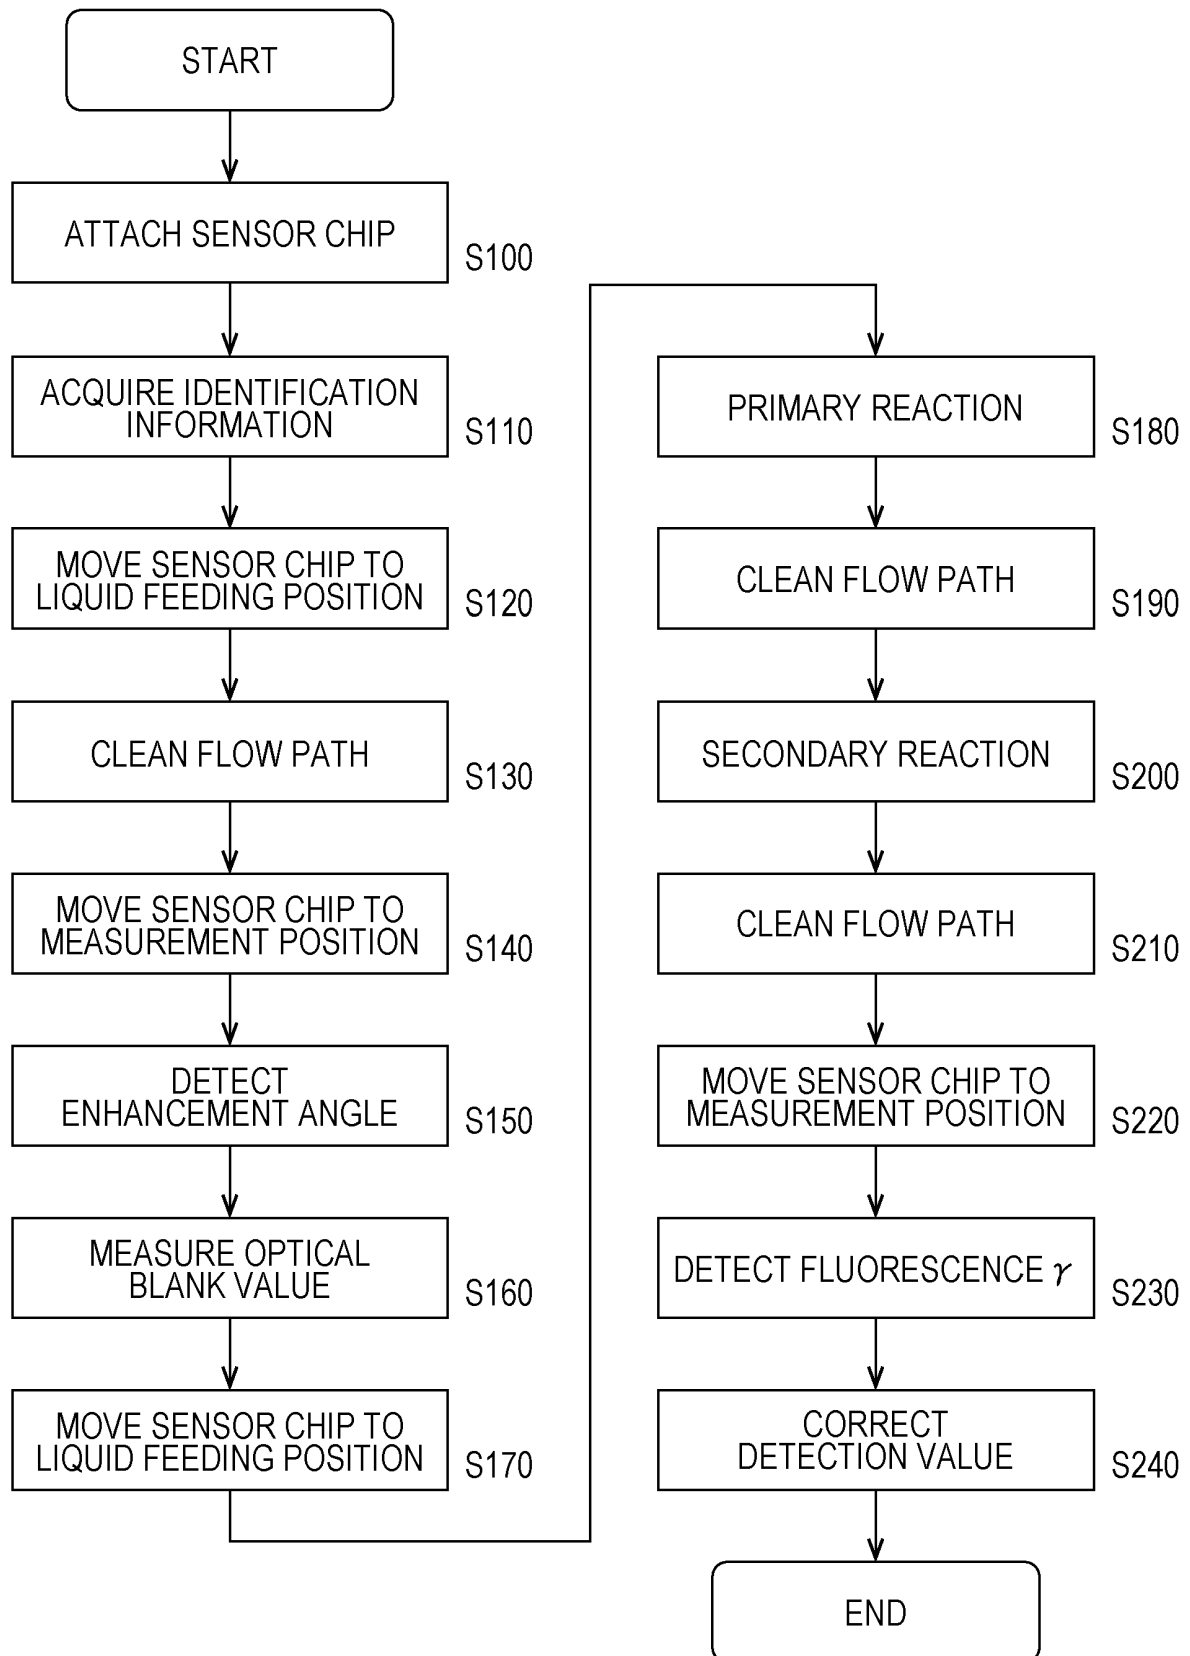 START
ATTACH SENSOR CHIP
S100
ACQUIRE IDENTIFICATION
INFORMATION
S110
MOVE SENSOR CHIP TO
LIQUID FEEDING POSITION
S120
CLEAN FLOW PATH
S130
MOVE SENSOR CHIP TO
MEASUREMENT POSITION
S140
DETECT
ENHANCEMENT ANGLE
S150
MEASURE OPTICAL
BLANK VALUE
S160
MOVE SENSOR CHIP TO
LIQUID FEEDING POSITION
S170
PRIMARY REACTION
S180
CLEAN FLOW PATH
S190
SECONDARY REACTION
S200
CLEAN FLOW PATH
S210
MOVE SENSOR CHIP TO
MEASUREMENT POSITION
S220
DETECT FLUORESCENCE γ
S230
CORRECT
DETECTION VALUE
S240
END